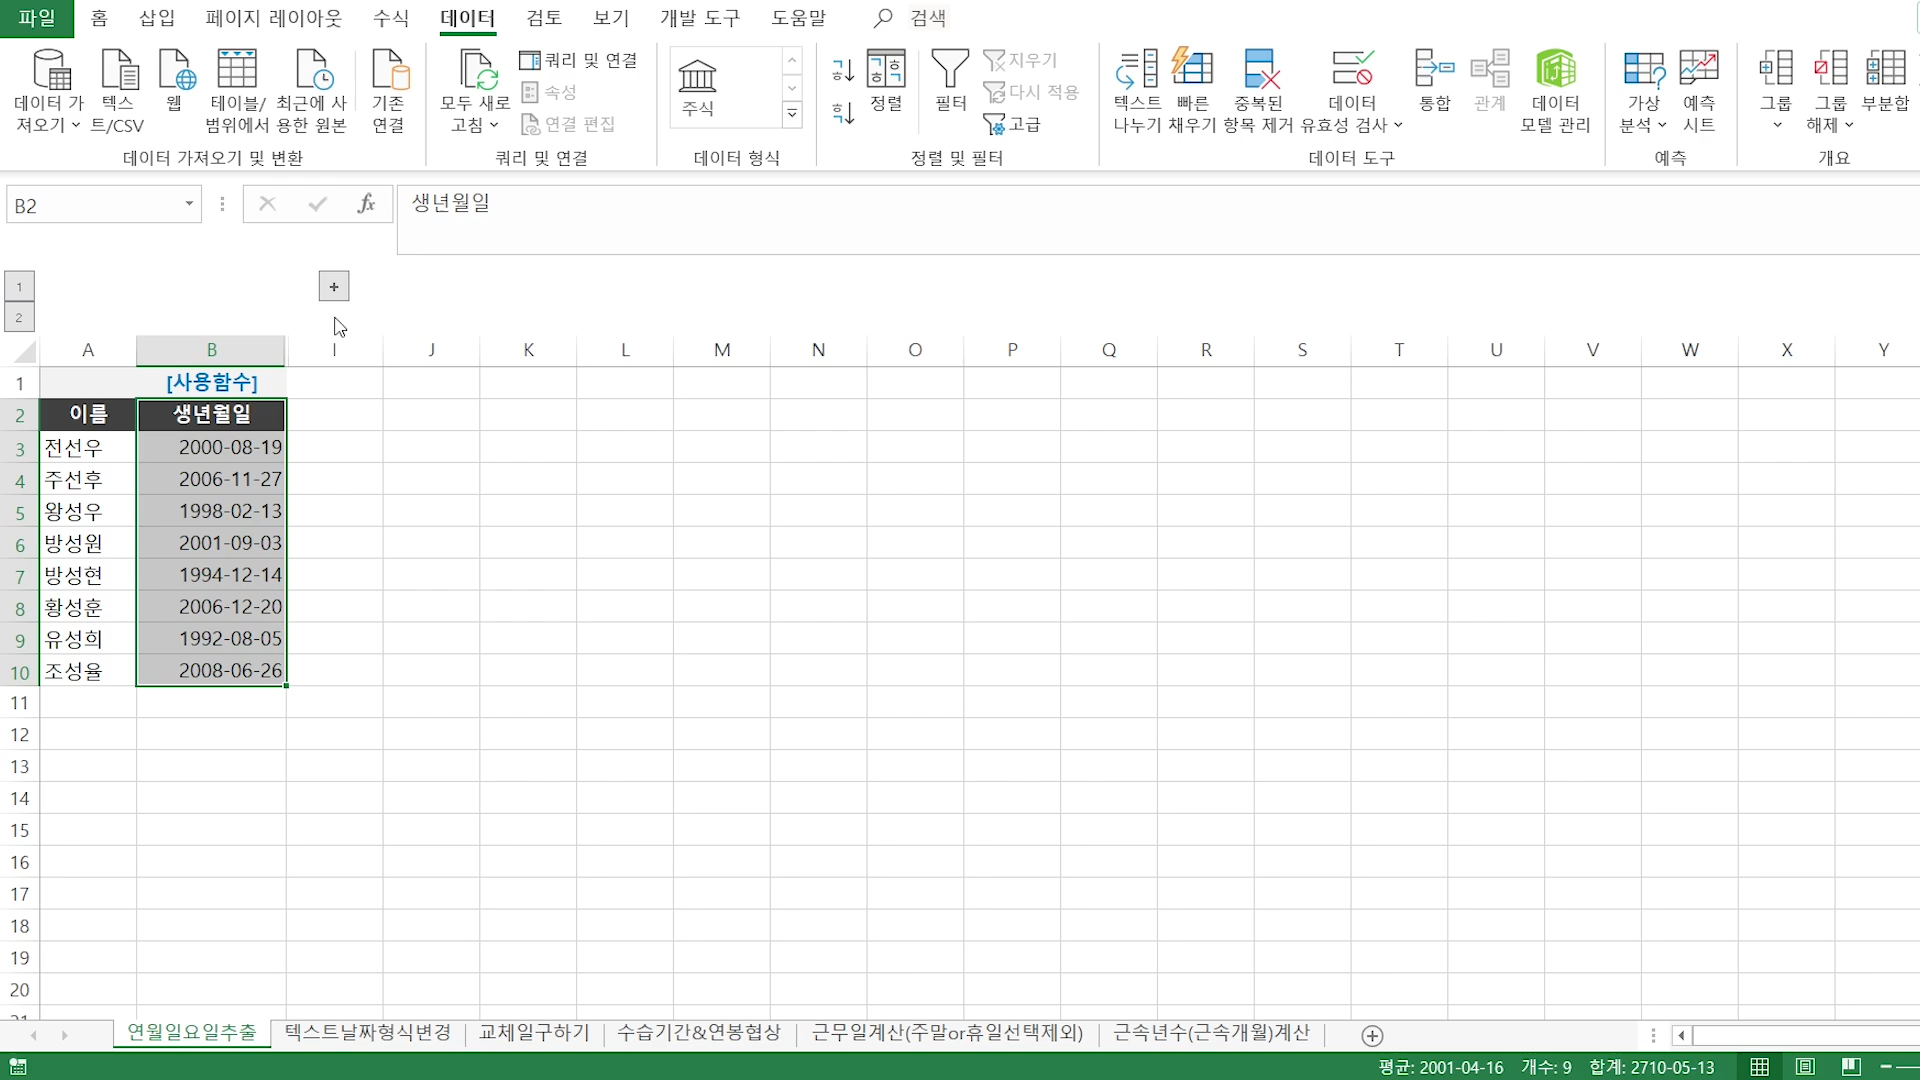 파일 홈 삽입 페이지 레이아웃 수식 데이터 검토 보기 개발 도구 도움말 검색
데이터 가져오기 텍스트/CSV 웹 테이블/범위에서 최근에 사용한 원본 기존 연결
모두 새로 고침 쿼리 및 연결 속성 연결 편집
주식
정렬 필터 지우기 다시 적용 고급
텍스트 나누기 빠른 채우기 중복된 항목 제거 데이터 유효성 검사 통합 관계 데이터 모델 관리
가상 분석 예측 시트 그룹 그룹 해제 부분합
데이터 가져오기 및 변환 쿼리 및 연결 데이터 형식 정렬 및 필터 데이터 도구 예측 개요
B2 fx 생년월일
1 +
2
A B I J K L M N O P Q R S T U V W X Y
1 [사용함수]
2 이름 생년월일
3 전선우 2000-08-19
4 주선후 2006-11-27
5 왕성우 1998-02-13
6 방성원 2001-09-03
7 방성현 1994-12-14
8 황성훈 2006-12-20
9 유성희 1992-08-05
10 조성율 2008-06-26
11
12
13
14
15
16
17
18
19
20
연월일요일추출 텍스트날짜형식변경 교체일구하기 수습기간&연봉협상 근무일계산(주말or휴일선택제외) 근속년수(근속개월)계산
평균: 2001-04-16 개수: 9 합계: 2710-05-13